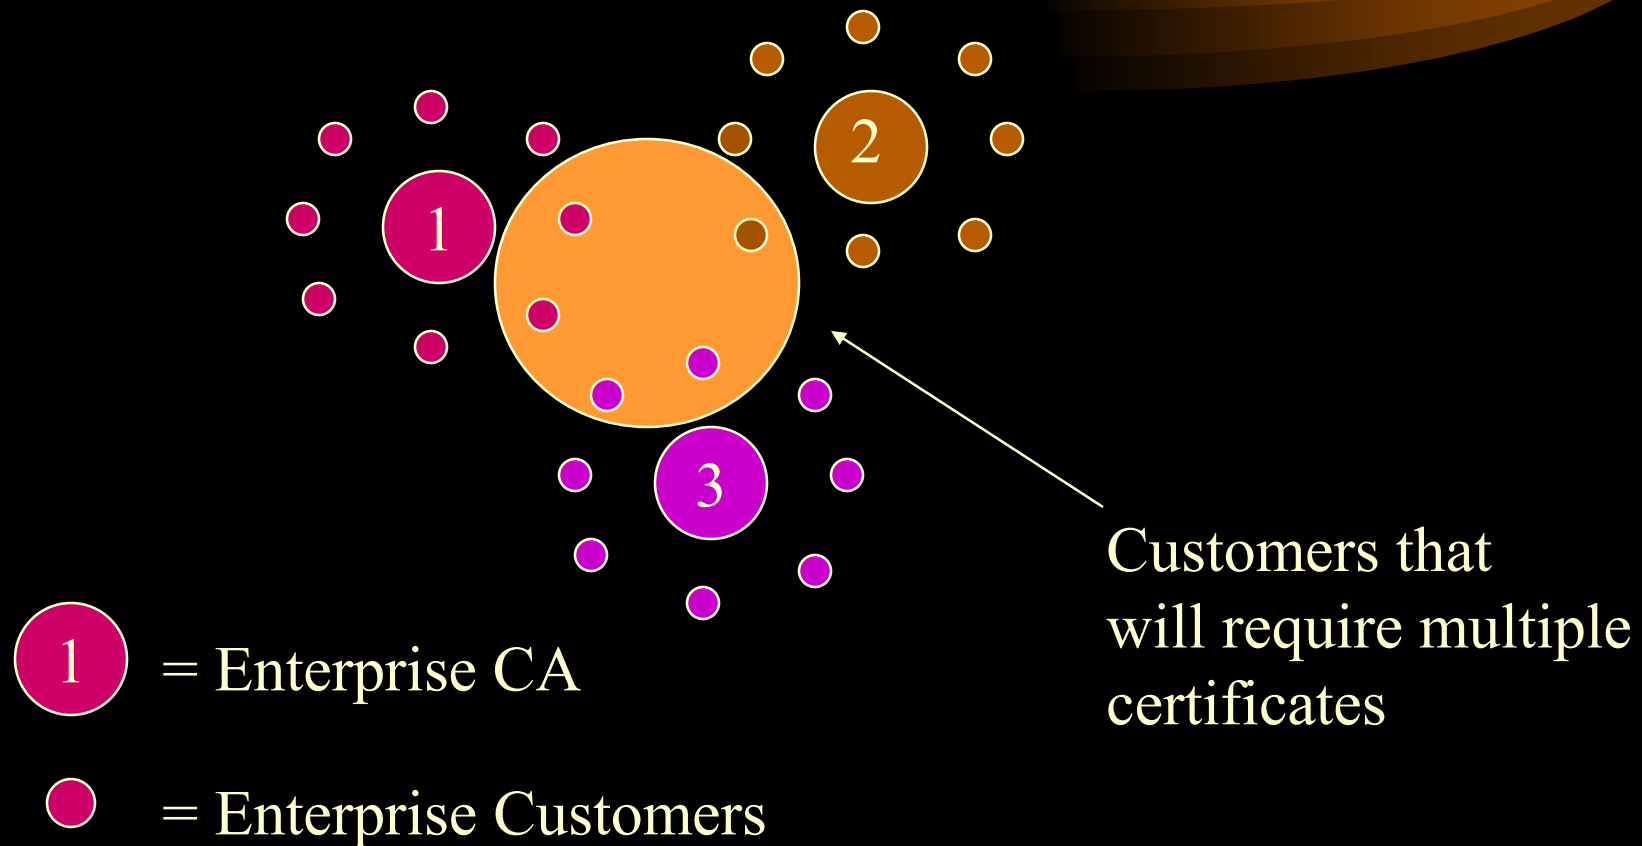 2
1
3
Customers that
will require multiple
certificates
1 = Enterprise CA
= Enterprise Customers